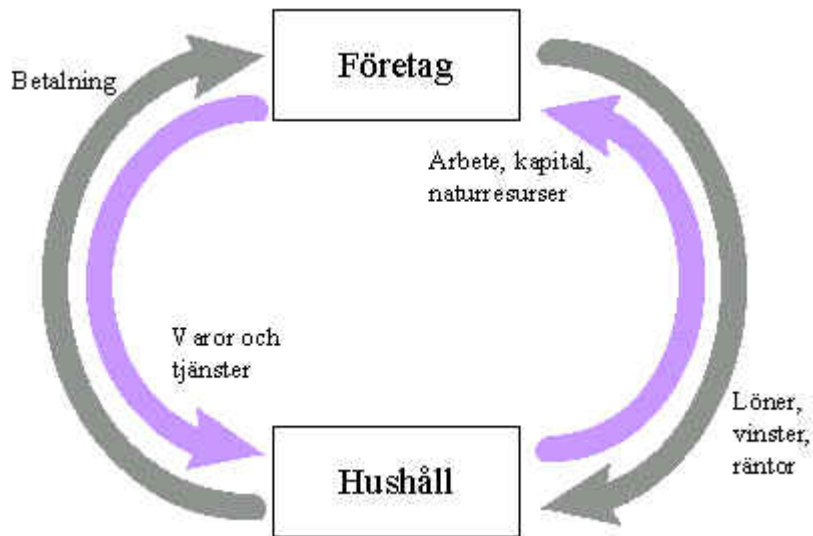 Företag
Betalning
Arbete, kapital,
naturresurser
Varor och
tjänster
Löner,
vinster,
räntor
Hushåll